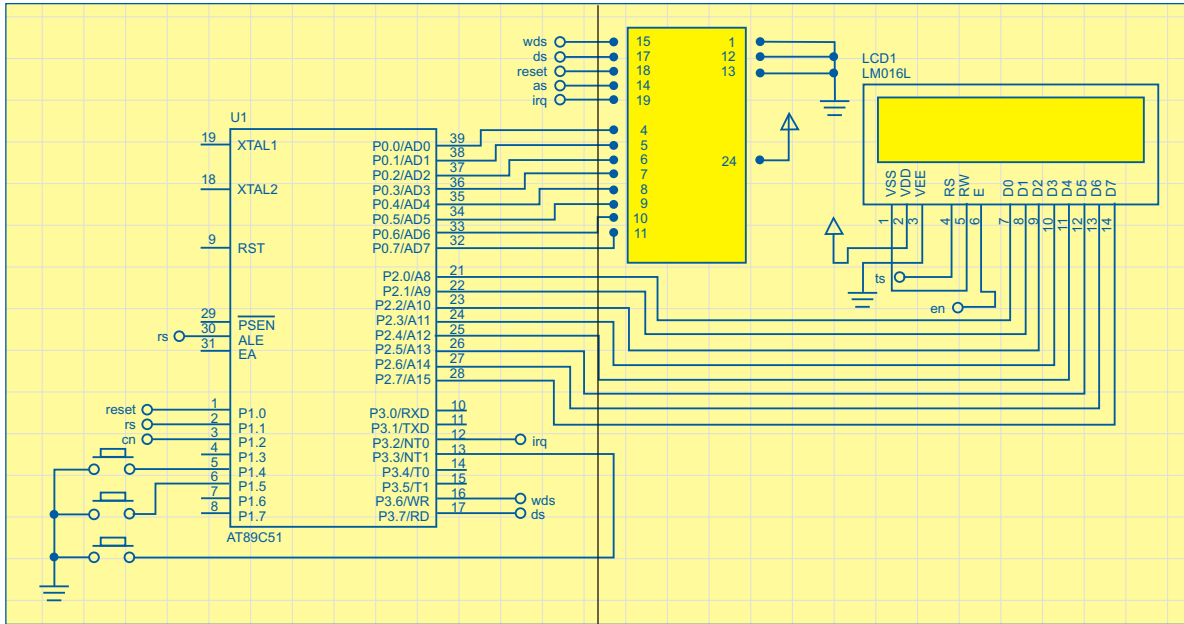 U1
19 XTAL1
18 XTAL2
9 RST
29 PSEN
rs 30 ALE
31 EA
reset 1 P1.0
rs 2 P1.1
cn 3 P1.2
4 P1.3
5 P1.4
6 P1.5
7 P1.6
8 P1.7
P0.0/AD0 39
P0.1/AD1 38
P0.2/AD2 37
P0.3/AD3 36
P0.4/AD4 35
P0.5/AD5 34
P0.6/AD6 33
P0.7/AD7 32
P2.0/A8 21
P2.1/A9 22
P2.2/A10 23
P2.3/A11 24
P2.4/A12 25
P2.5/A13 26
P2.6/A14 27
P2.7/A15 28
P3.0/RXD 10
P3.1/TXD 11
P3.2/NT0 12 irq
P3.3/NT1 13
P3.4/T0 14
P3.5/T1 15
P3.6/WR 16 wds
P3.7/RD 17 ds
AT89C51
wds 15 1
ds 17 12
reset 18 13
as 14
irq 19
4
5
6 24
7
8
9
10
11
LCD1
LM016L
VSS VDD VEE RS RW E D0 D1 D2 D3 D4 D5 D6 D7
1 2 3 4 5 6 7 8 9 10 11 12 13 14
ts
en